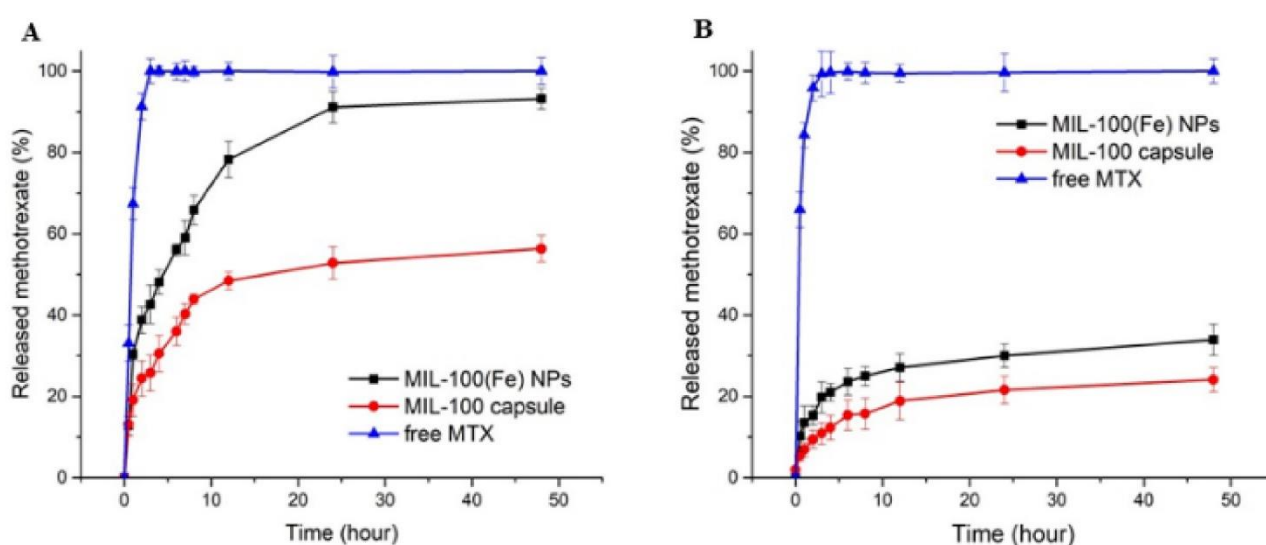 A
Released methotrexate (%)
100
80
60
40
20
0
MIL-100(Fe) NPs
MIL-100 capsule
free MTX
0
10
20
30
40
50
Time (hour)
B
Released methotrexate (%)
100
80
60
40
20
0
MIL-100(Fe) NPs
MIL-100 capsule
free MTX
0
10
20
30
40
50
Time (hour)